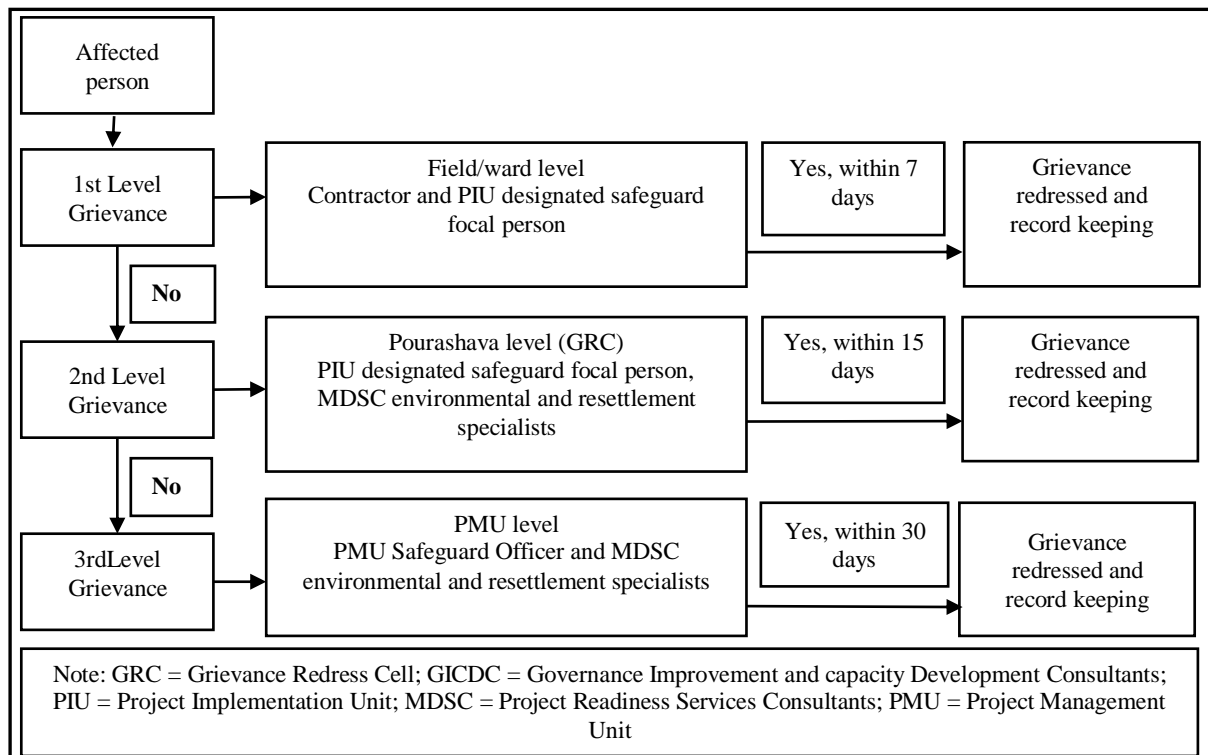 Affected
person
1st Level
Grievance
Field/ward level
Contractor and PIU designated safeguard
focal person
Yes, within 7
days
Grievance
redressed and
record keeping
No
2nd Level
Grievance
Pourashava level (GRC)
PIU designated safeguard focal person,
MDSC environmental and resettlement
specialists
Yes, within 15
days
Grievance
redressed and
record keeping
No
3rdLevel
Grievance
PMU level
PMU Safeguard Officer and MDSC
environmental and resettlement specialists
Yes, within 30
days
Grievance
redressed and
record keeping
Note: GRC = Grievance Redress Cell; GICDC = Governance Improvement and capacity Development Consultants;
PIU = Project Implementation Unit; MDSC = Project Readiness Services Consultants; PMU = Project Management
Unit